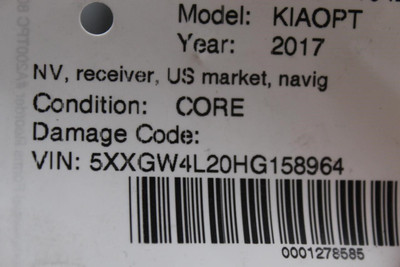 Model: KIAOPT
Year: 2017
NV, receiver, US market, navig
Condition: CORE
Damage Code:
VIN: 5XXGW4L20HG158964
0001278585